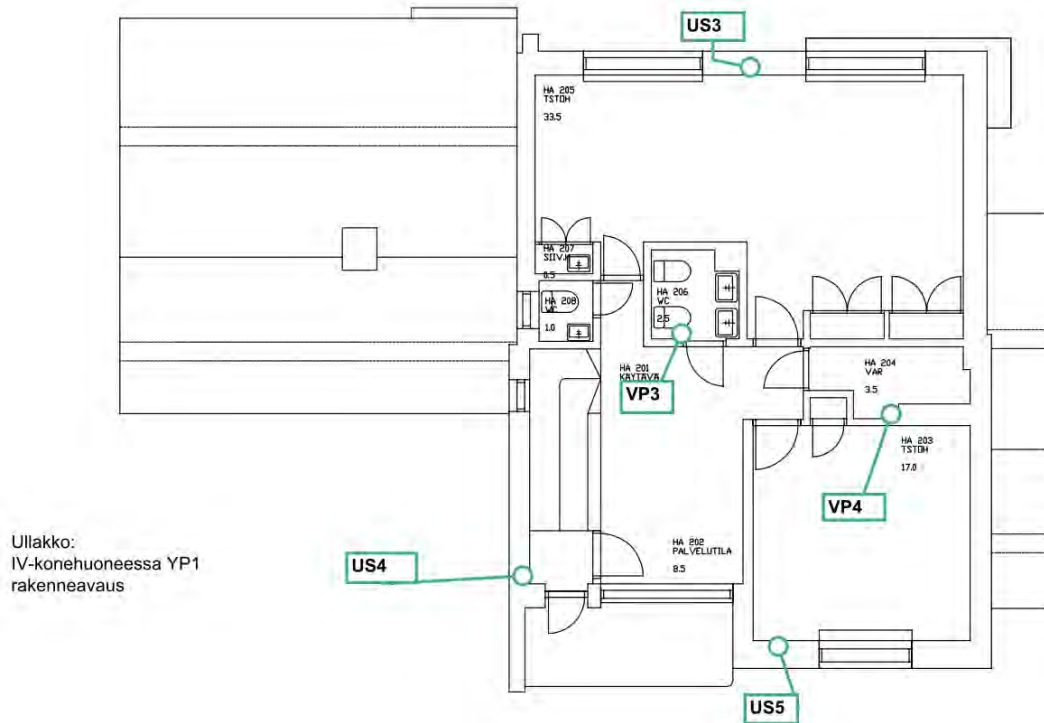 US3
HA 205
TSTOH
33.5
HA 207
SIIV.K
0.5
HA 206
WC
2.5
HA 208
WC
1.0
HA 201
KÄYTÄVÄ
VP3
HA 204
VAR
3.5
HA 203
TSTOH
17.0
VP4
HA 202
PALVELUTILA
8.5
US4
Ullakko:
IV-konehuoneessa YP1
rakenneavaus
US5